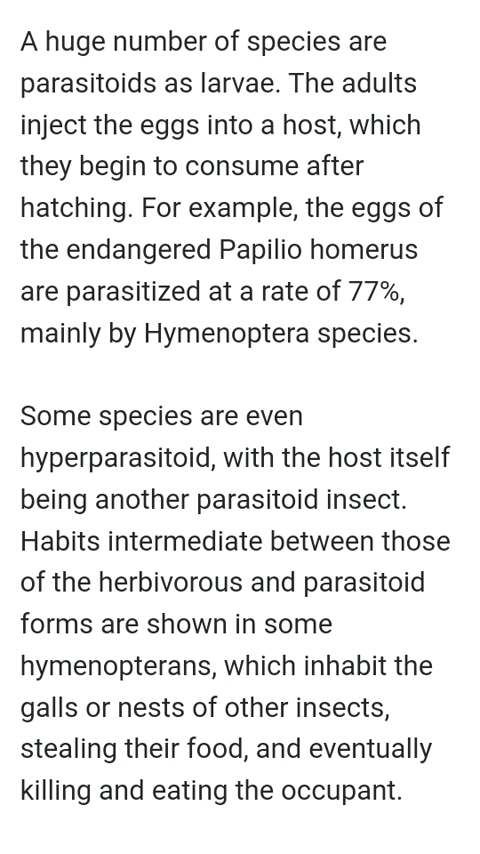 A huge number of species are
parasitoids as larvae. The adults
inject the eggs into a host, which
they begin to consume after
hatching. For example, the eggs of
the endangered Papilio homerus
are parasitized at a rate of 77%,
mainly by Hymenoptera species.
Some species are even
hyperparasitoid, with the host itself
being another parasitoid insect.
Habits intermediate between those
of the herbivorous and parasitoid
forms are shown in some
hymenopterans, which inhabit the
galls or nests of other insects,
stealing their food, and eventually
killing and eating the occupant.